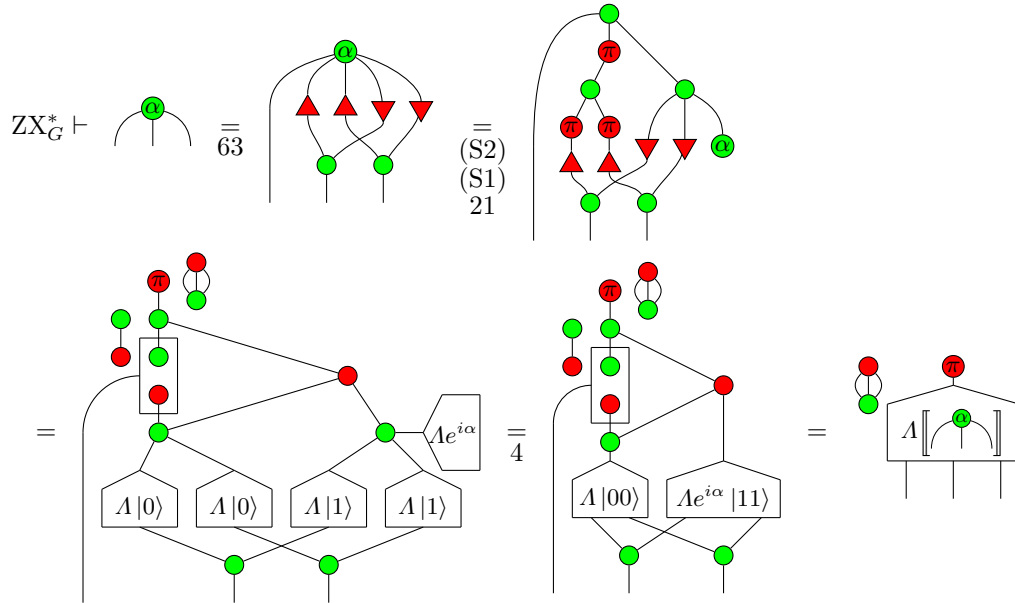 ZX*_G ⊢ α = 63 α = (S2) (S1) 21 π π π α
= π Λ|0⟩ Λ|0⟩ Λ|1⟩ Λ|1⟩ Λe^{iα} = 4 π Λ|00⟩ Λe^{iα}|11⟩ = π Λ⟦ α ⟧